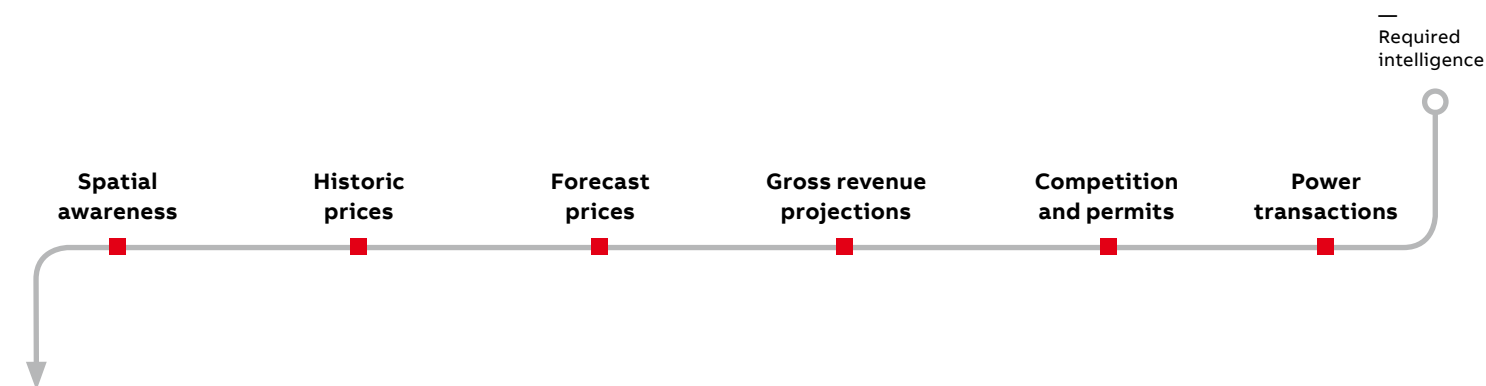 —
Required
intelligence
Spatial
awareness
Historic
prices
Forecast
prices
Gross revenue
projections
Competition
and permits
Power
transactions